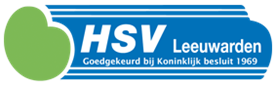 HSV Leeuwarden
Goedgekeurd bij Koninklijk besluit 1969